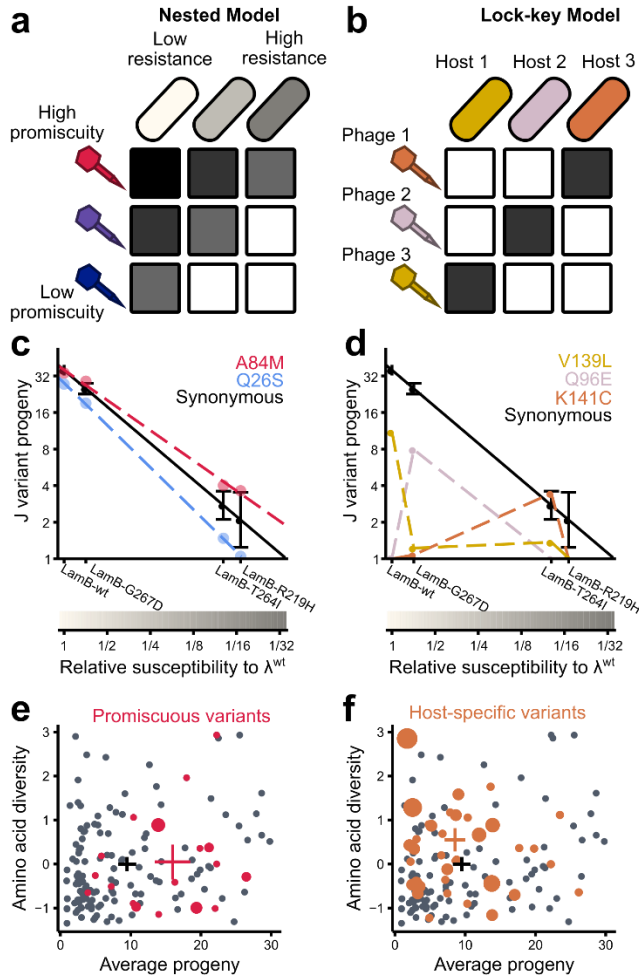 a
Nested Model
Low
resistance
High
resistance
High
promiscuity
Low
promiscuity
b
Lock-key Model
Host 1
Host 2
Host 3
Phage 1
Phage 2
Phage 3
c
J variant progeny
32
16
8
4
2
1
A84M
Q26S
Synonymous
LamB-wt
LamB-G267D
LamB-T264I
LamB-R219H
1
1/2
1/4
1/8
1/16
1/32
Relative susceptibility to λwt
d
J variant progeny
32
16
8
4
2
1
V139L
Q96E
K141C
Synonymous
LamB-wt
LamB-G267D
LamB-T264I
LamB-R219H
1
1/2
1/4
1/8
1/16
1/32
Relative susceptibility to λwt
e
Promiscuous variants
Amino acid diversity
3
2
1
0
−1
0
10
20
30
Average progeny
f
Host-specific variants
Amino acid diversity
3
2
1
0
−1
0
10
20
30
Average progeny